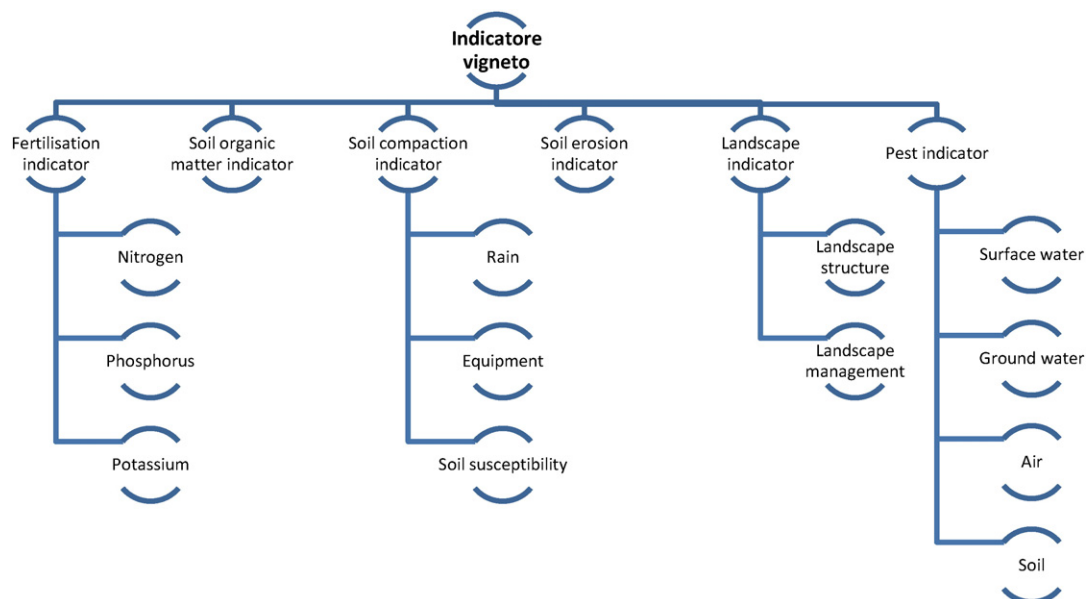 Indicatore
vigneto
Fertilisation
indicator
Soil organic
matter indicator
Soil compaction
indicator
Soil erosion
indicator
Landscape
indicator
Pest indicator
Nitrogen
Phosphorus
Potassium
Rain
Equipment
Soil susceptibility
Landscape
structure
Landscape
management
Surface water
Ground water
Air
Soil